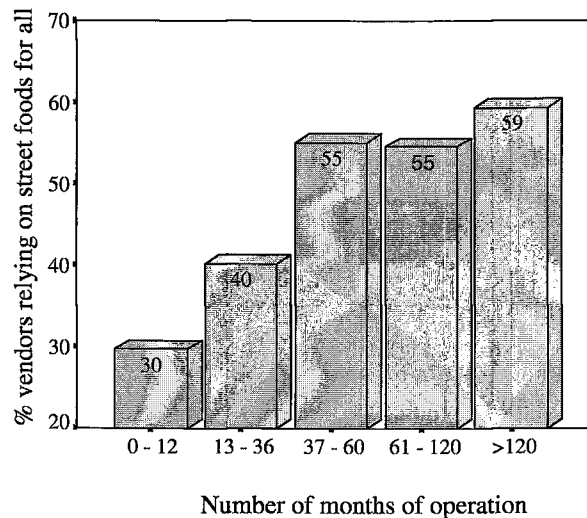 % vendors relying on street foods for all
70
60
50
40
30
20
30
40
55
55
59
0 - 12
13 - 36
37 - 60
61 - 120
>120
Number of months of operation